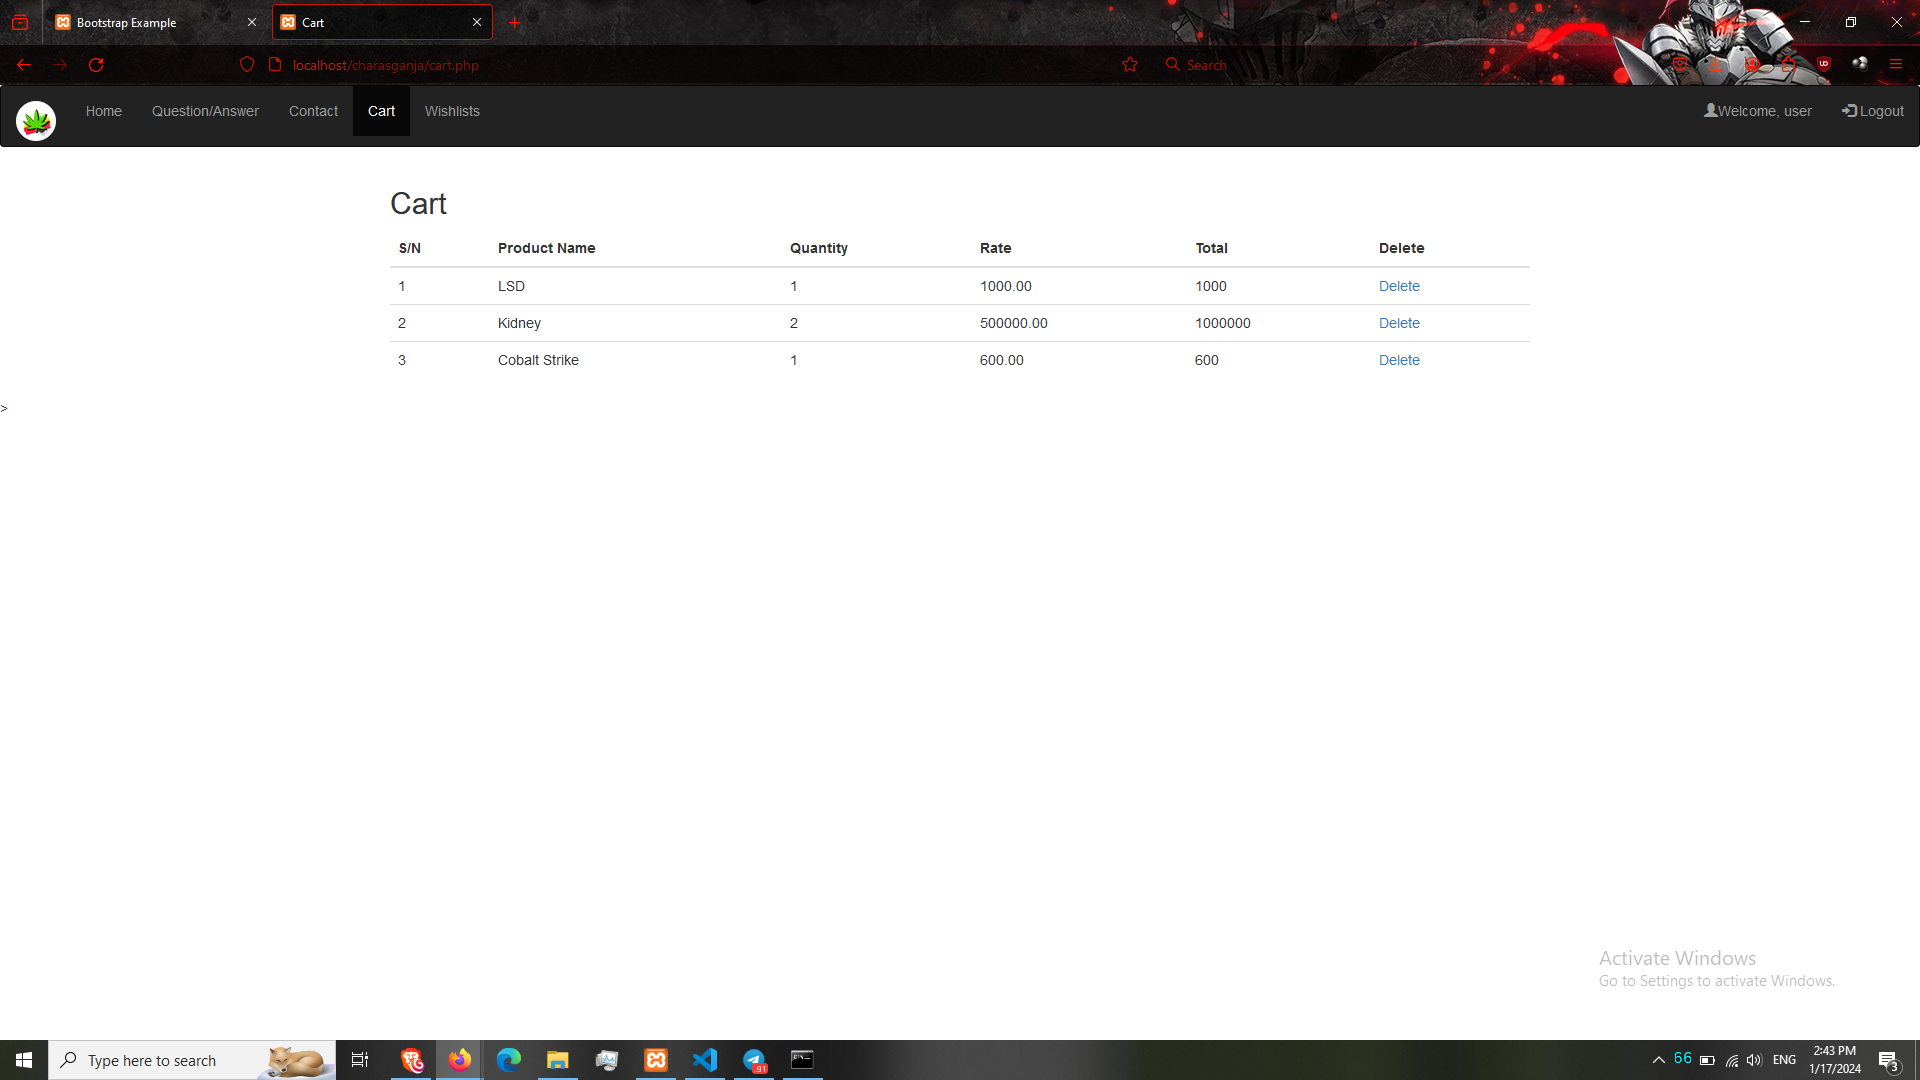 Bootstrap Example
Cart
localhost/charasganja/cart.php
Search
Home
Question/Answer
Contact
Cart
Wishlists
Welcome, user
Logout
Cart
S/N Product Name Quantity Rate Total Delete
1 LSD 1 1000.00 1000 Delete
2 Kidney 2 500000.00 1000000 Delete
3 Cobalt Strike 1 600.00 600 Delete
>
Activate Windows
Go to Settings to activate Windows.
Type here to search
91
66
ENG
2:43 PM
1/17/2024
3